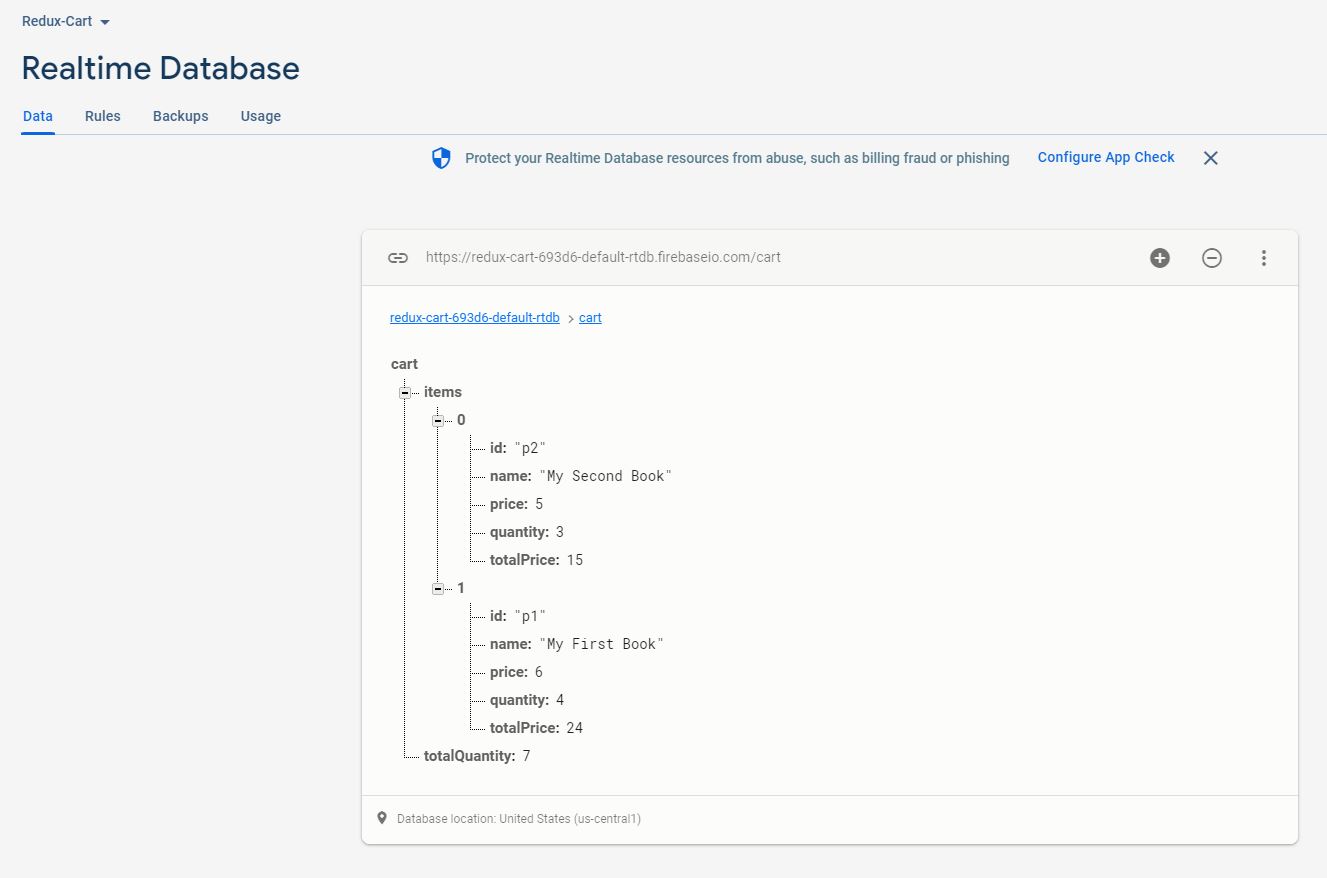 Redux-Cart
Realtime Database
Data Rules Backups Usage
Protect your Realtime Database resources from abuse, such as billing fraud or phishing Configure App Check
https://redux-cart-693d6-default-rtdb.firebaseio.com/cart
redux-cart-693d6-default-rtdb > cart
cart
items
0
id: "p2"
name: "My Second Book"
price: 5
quantity: 3
totalPrice: 15
1
id: "p1"
name: "My First Book"
price: 6
quantity: 4
totalPrice: 24
totalQuantity: 7
Database location: United States (us-central1)